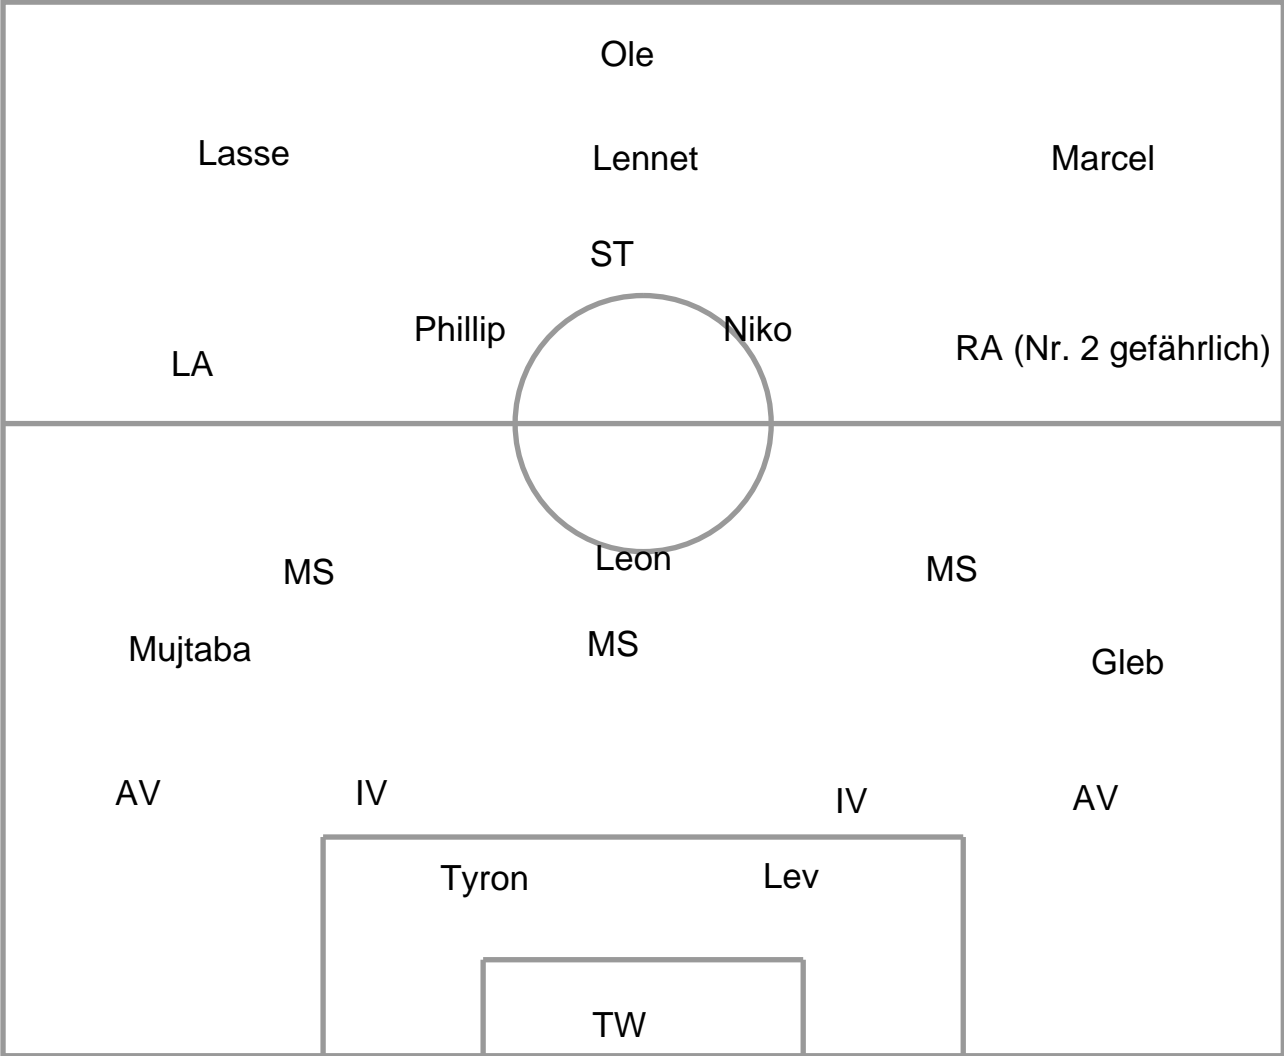 Ole
Lasse
Lennet
Marcel
ST
Phillip
Niko
RA (Nr. 2 gefährlich)
LA
MS
Leon
MS
Mujtaba
MS
Gleb
AV
IV
IV
AV
Tyron
Lev
TW